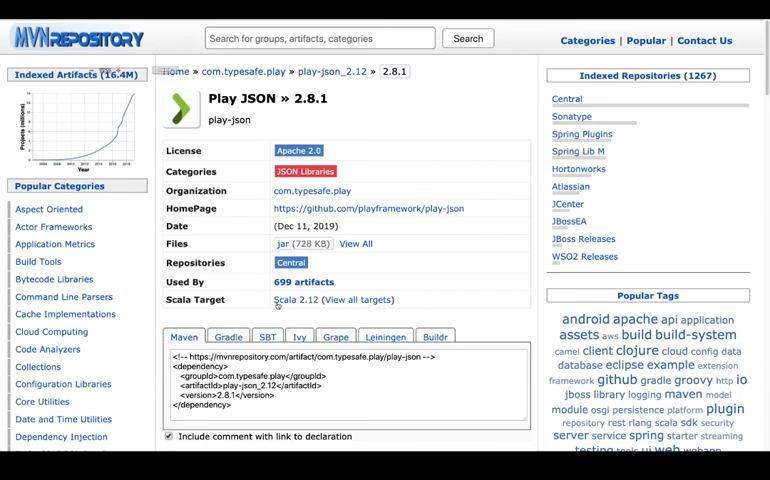 MVNREPOSITORY
Search for groups, artifacts, categories
Search
Categories | Popular | Contact Us
Indexed Artifacts (16.4M)
Projects (millions)
Year
Popular Categories
Aspect Oriented
Actor Frameworks
Application Metrics
Build Tools
Bytecode Libraries
Command Line Parsers
Cache Implementations
Cloud Computing
Code Analyzers
Collections
Configuration Libraries
Core Utilities
Date and Time Utilities
Dependency Injection
Home » com.typesafe.play » play-json_2.12 » 2.8.1
Play JSON » 2.8.1
play-json
License Apache 2.0
Categories JSON Libraries
Organization com.typesafe.play
HomePage https://github.com/playframework/play-json
Date (Dec 11, 2019)
Files jar (728 KB) View All
Repositories Central
Used By 699 artifacts
Scala Target Scala 2.12 (View all targets)
Maven Gradle SBT Ivy Grape Leiningen Buildr
<!-- https://mvnrepository.com/artifact/com.typesafe.play/play-json -->
<dependency>
<groupId>com.typesafe.play</groupId>
<artifactId>play-json_2.12</artifactId>
<version>2.8.1</version>
</dependency>
Include comment with link to declaration
Indexed Repositories (1267)
Central
Sonatype
Spring Plugins
Spring Lib M
Hortonworks
Atlassian
JCenter
JBossEA
JBoss Releases
WSO2 Releases
Popular Tags
android apache api application
assets aws build build-system
camel client clojure cloud config data
database eclipse example extension
framework github gradle groovy http io
jboss library logging maven model
module osgi persistence platform plugin
repository rest rlang scala sdk security
server service spring starter streaming
testing tools ui web webapp